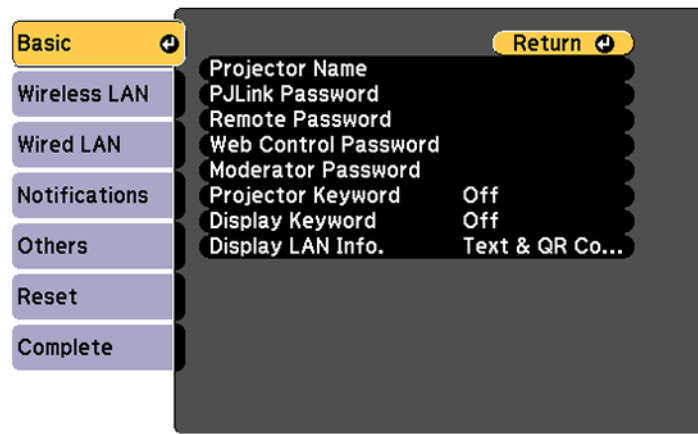 Basic
Wireless LAN
Wired LAN
Notifications
Others
Reset
Complete
Return
Projector Name
PJLink Password
Remote Password
Web Control Password
Moderator Password
Projector Keyword Off
Display Keyword Off
Display LAN Info. Text & QR Co...